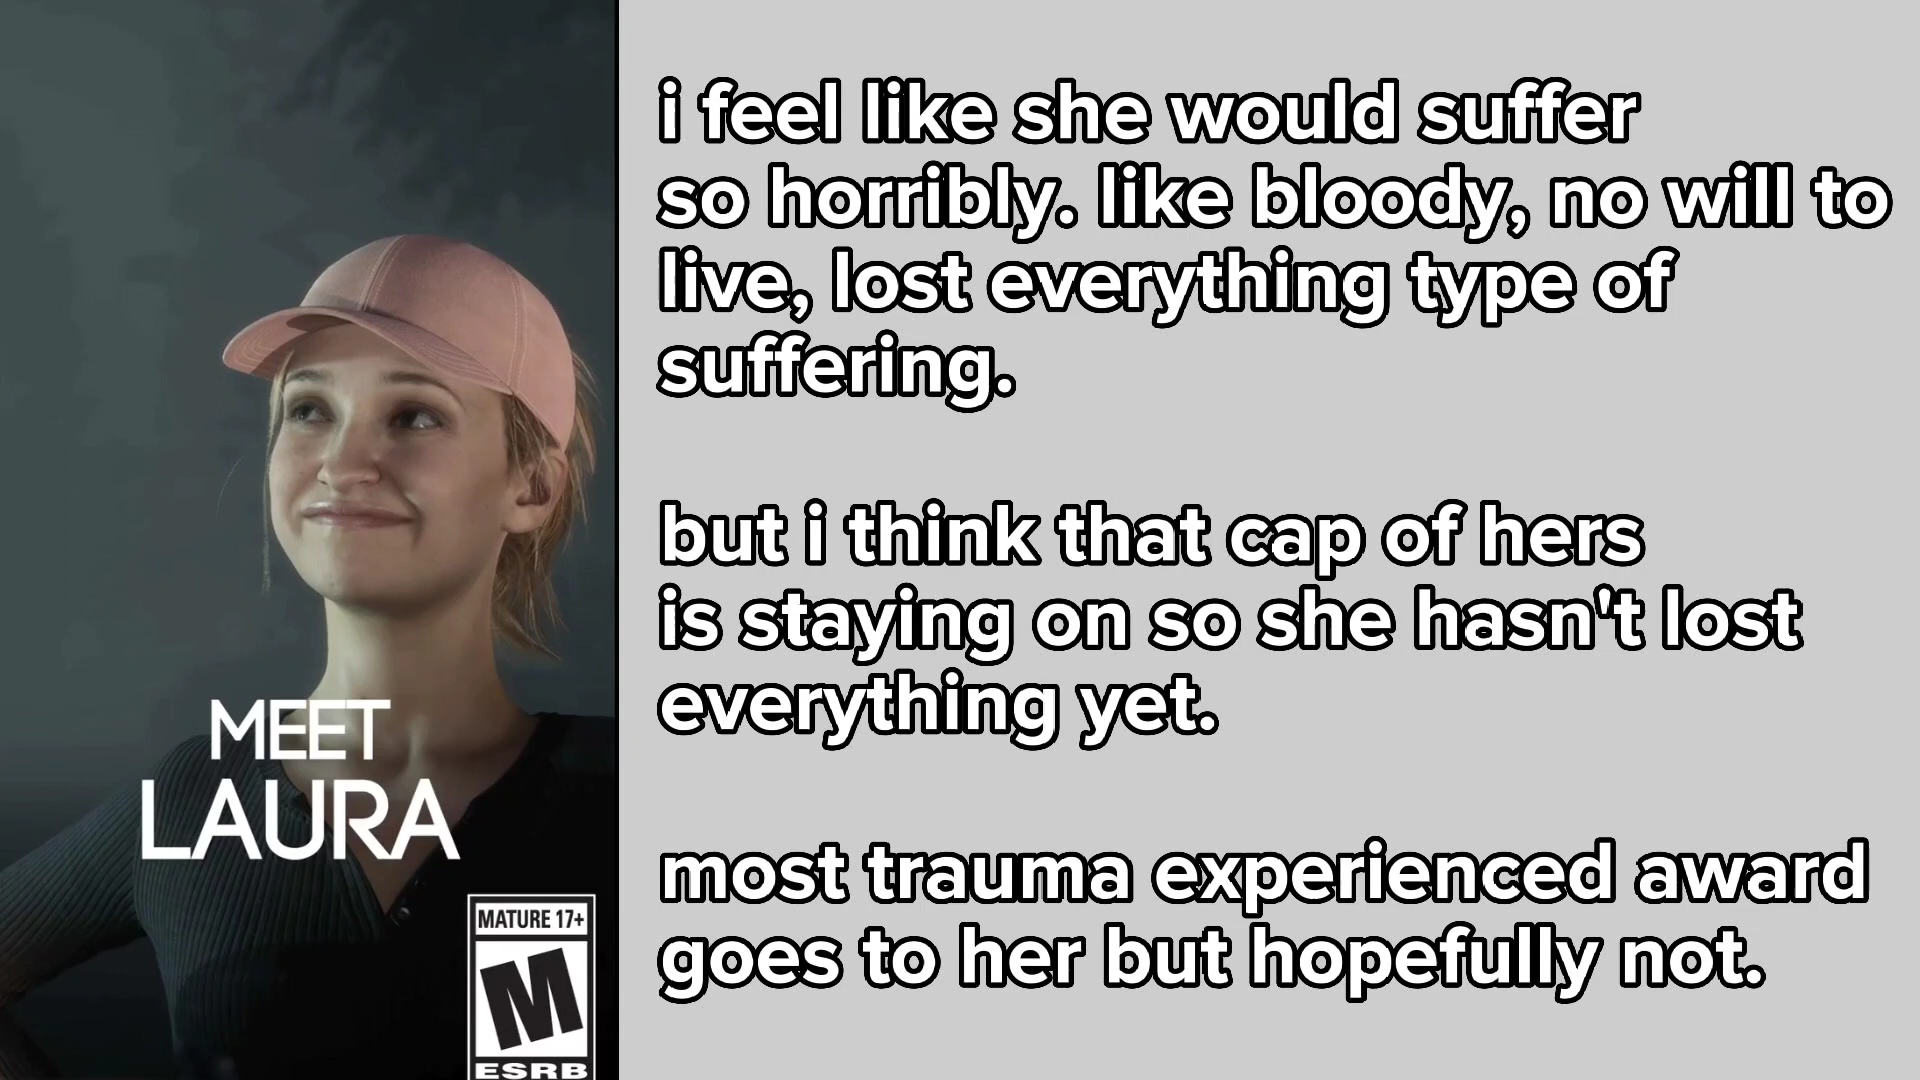 MEET
LAURA
MATURE 17+
M
ESRB
i feel like she would suffer
so horribly. like bloody, no will to
live, lost everything type of
suffering.
but i think that cap of hers
is staying on so she hasn't lost
everything yet.
most trauma experienced award
goes to her but hopefully not.